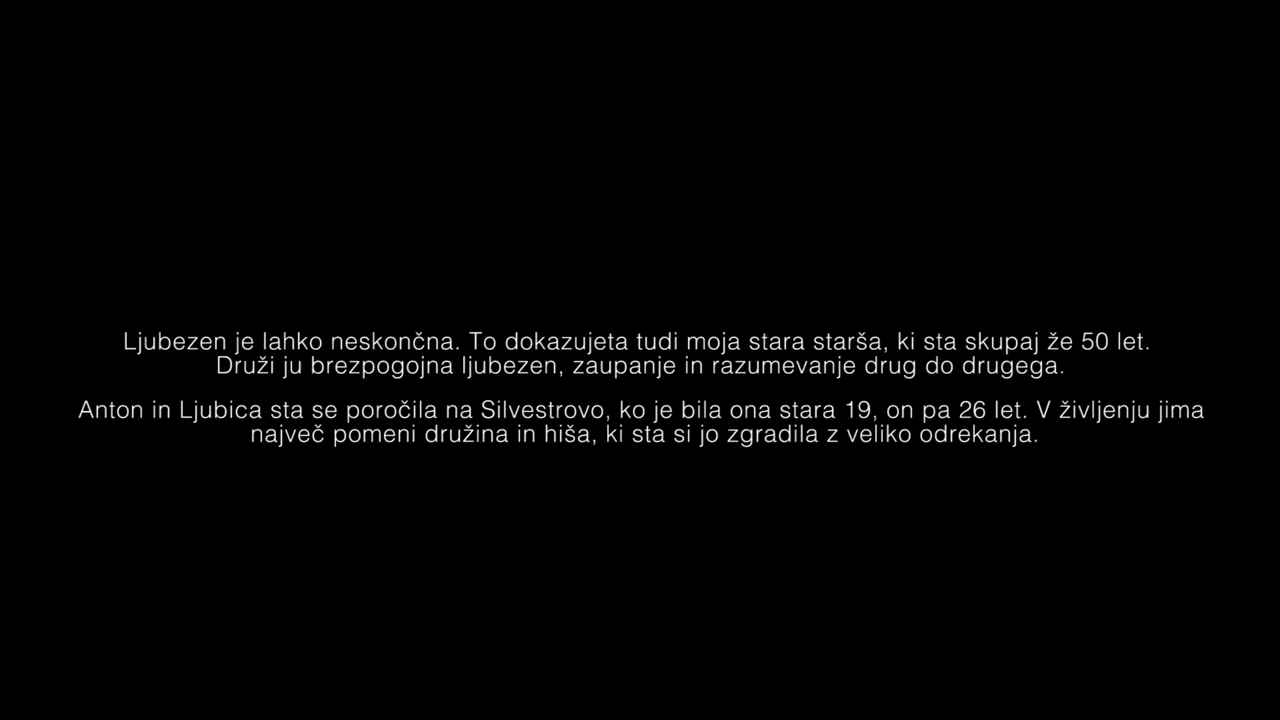 Ljubezen je lahko neskončna. To dokazujeta tudi moja stara starša, ki sta skupaj že 50 let.
Druži ju brezpogojna ljubezen, zaupanje in razumevanje drug do drugega.
Anton in Ljubica sta se poročila na Silvestrovo, ko je bila ona stara 19, on pa 26 let. V življenju jima
največ pomeni družina in hiša, ki sta si jo zgradila z veliko odrekanja.